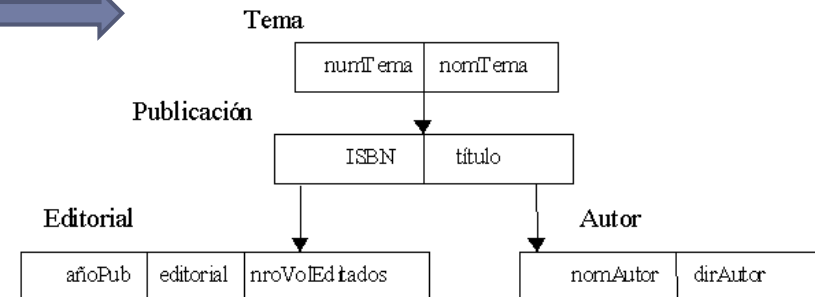 Tema
numTema nomTema
Publicación
ISBN título
Editorial Autor
añoPub editorial nroVolEditados nomAutor dirAutor